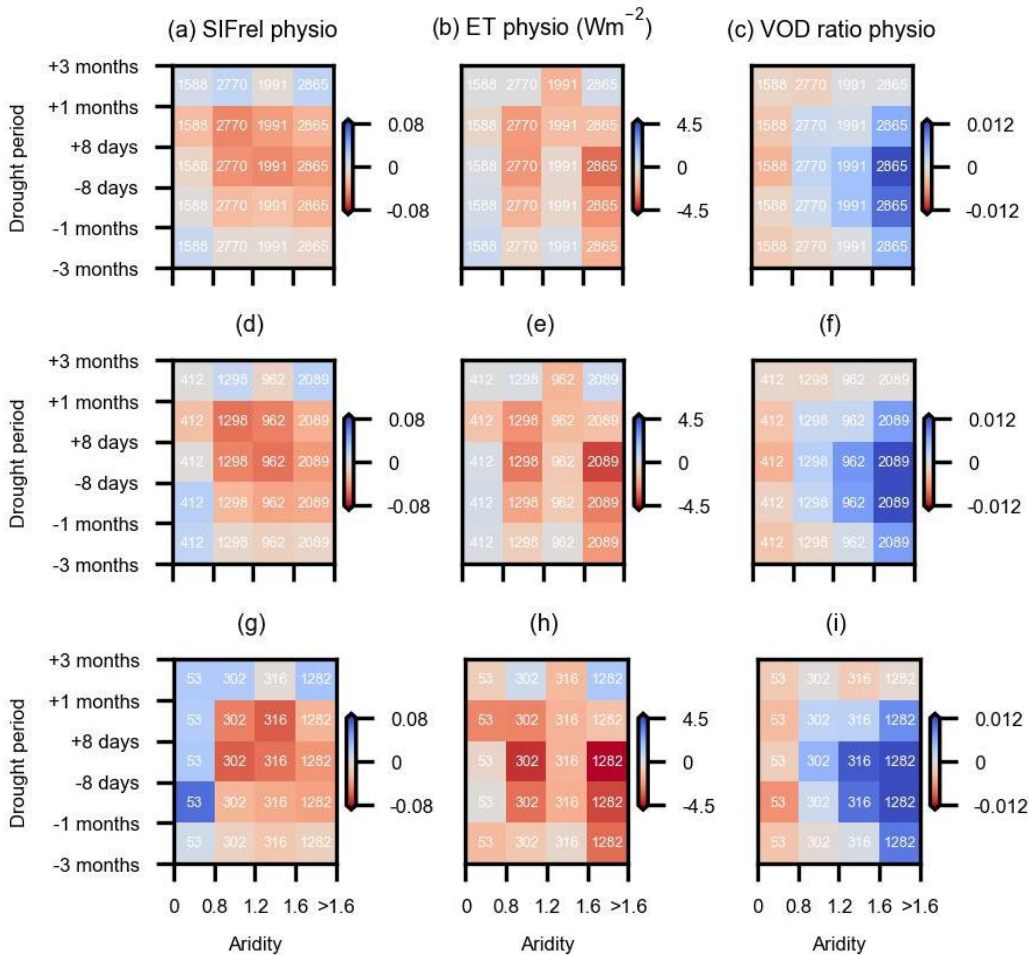 (a) SIFrel physio (b) ET physio (Wm−2) (c) VOD ratio physio
+3 months
1588 2770 1991 2865 1588 2770 1991 2865 1588 2770 1991 2865
+1 months
1588 2770 1991 2865 0.08 1588 2770 1991 2865 4.5 1588 2770 1991 2865 0.012
+8 days
Drought period 1588 2770 1991 2865 0 1588 2770 1991 2865 0 1588 2770 1991 2865 0
-8 days
1588 2770 1991 2865 -0.08 1588 2770 1991 2865 -4.5 1588 2770 1991 2865 -0.012
-1 months
1588 2770 1991 2865 1588 2770 1991 2865 1588 2770 1991 2865
-3 months
(d) (e) (f)
+3 months
412 1298 962 2089 412 1298 962 2089 412 1298 962 2089
+1 months
412 1298 962 2089 0.08 412 1298 962 2089 4.5 412 1298 962 2089 0.012
+8 days
Drought period 412 1298 962 2089 0 412 1298 962 2089 0 412 1298 962 2089 0
-8 days
412 1298 962 2089 -0.08 412 1298 962 2089 -4.5 412 1298 962 2089 -0.012
-1 months
412 1298 962 2089 412 1298 962 2089 412 1298 962 2089
-3 months
(g) (h) (i)
+3 months
53 302 316 1282 53 302 316 1282 53 302 316 1282
+1 months
53 302 316 1282 0.08 53 302 316 1282 4.5 53 302 316 1282 0.012
+8 days
Drought period 53 302 316 1282 0 53 302 316 1282 0 53 302 316 1282 0
-8 days
53 302 316 1282 -0.08 53 302 316 1282 -4.5 53 302 316 1282 -0.012
-1 months
53 302 316 1282 53 302 316 1282 53 302 316 1282
-3 months
0 0.8 1.2 1.6 >1.6 0 0.8 1.2 1.6 >1.6 0 0.8 1.2 1.6 >1.6
Aridity Aridity Aridity